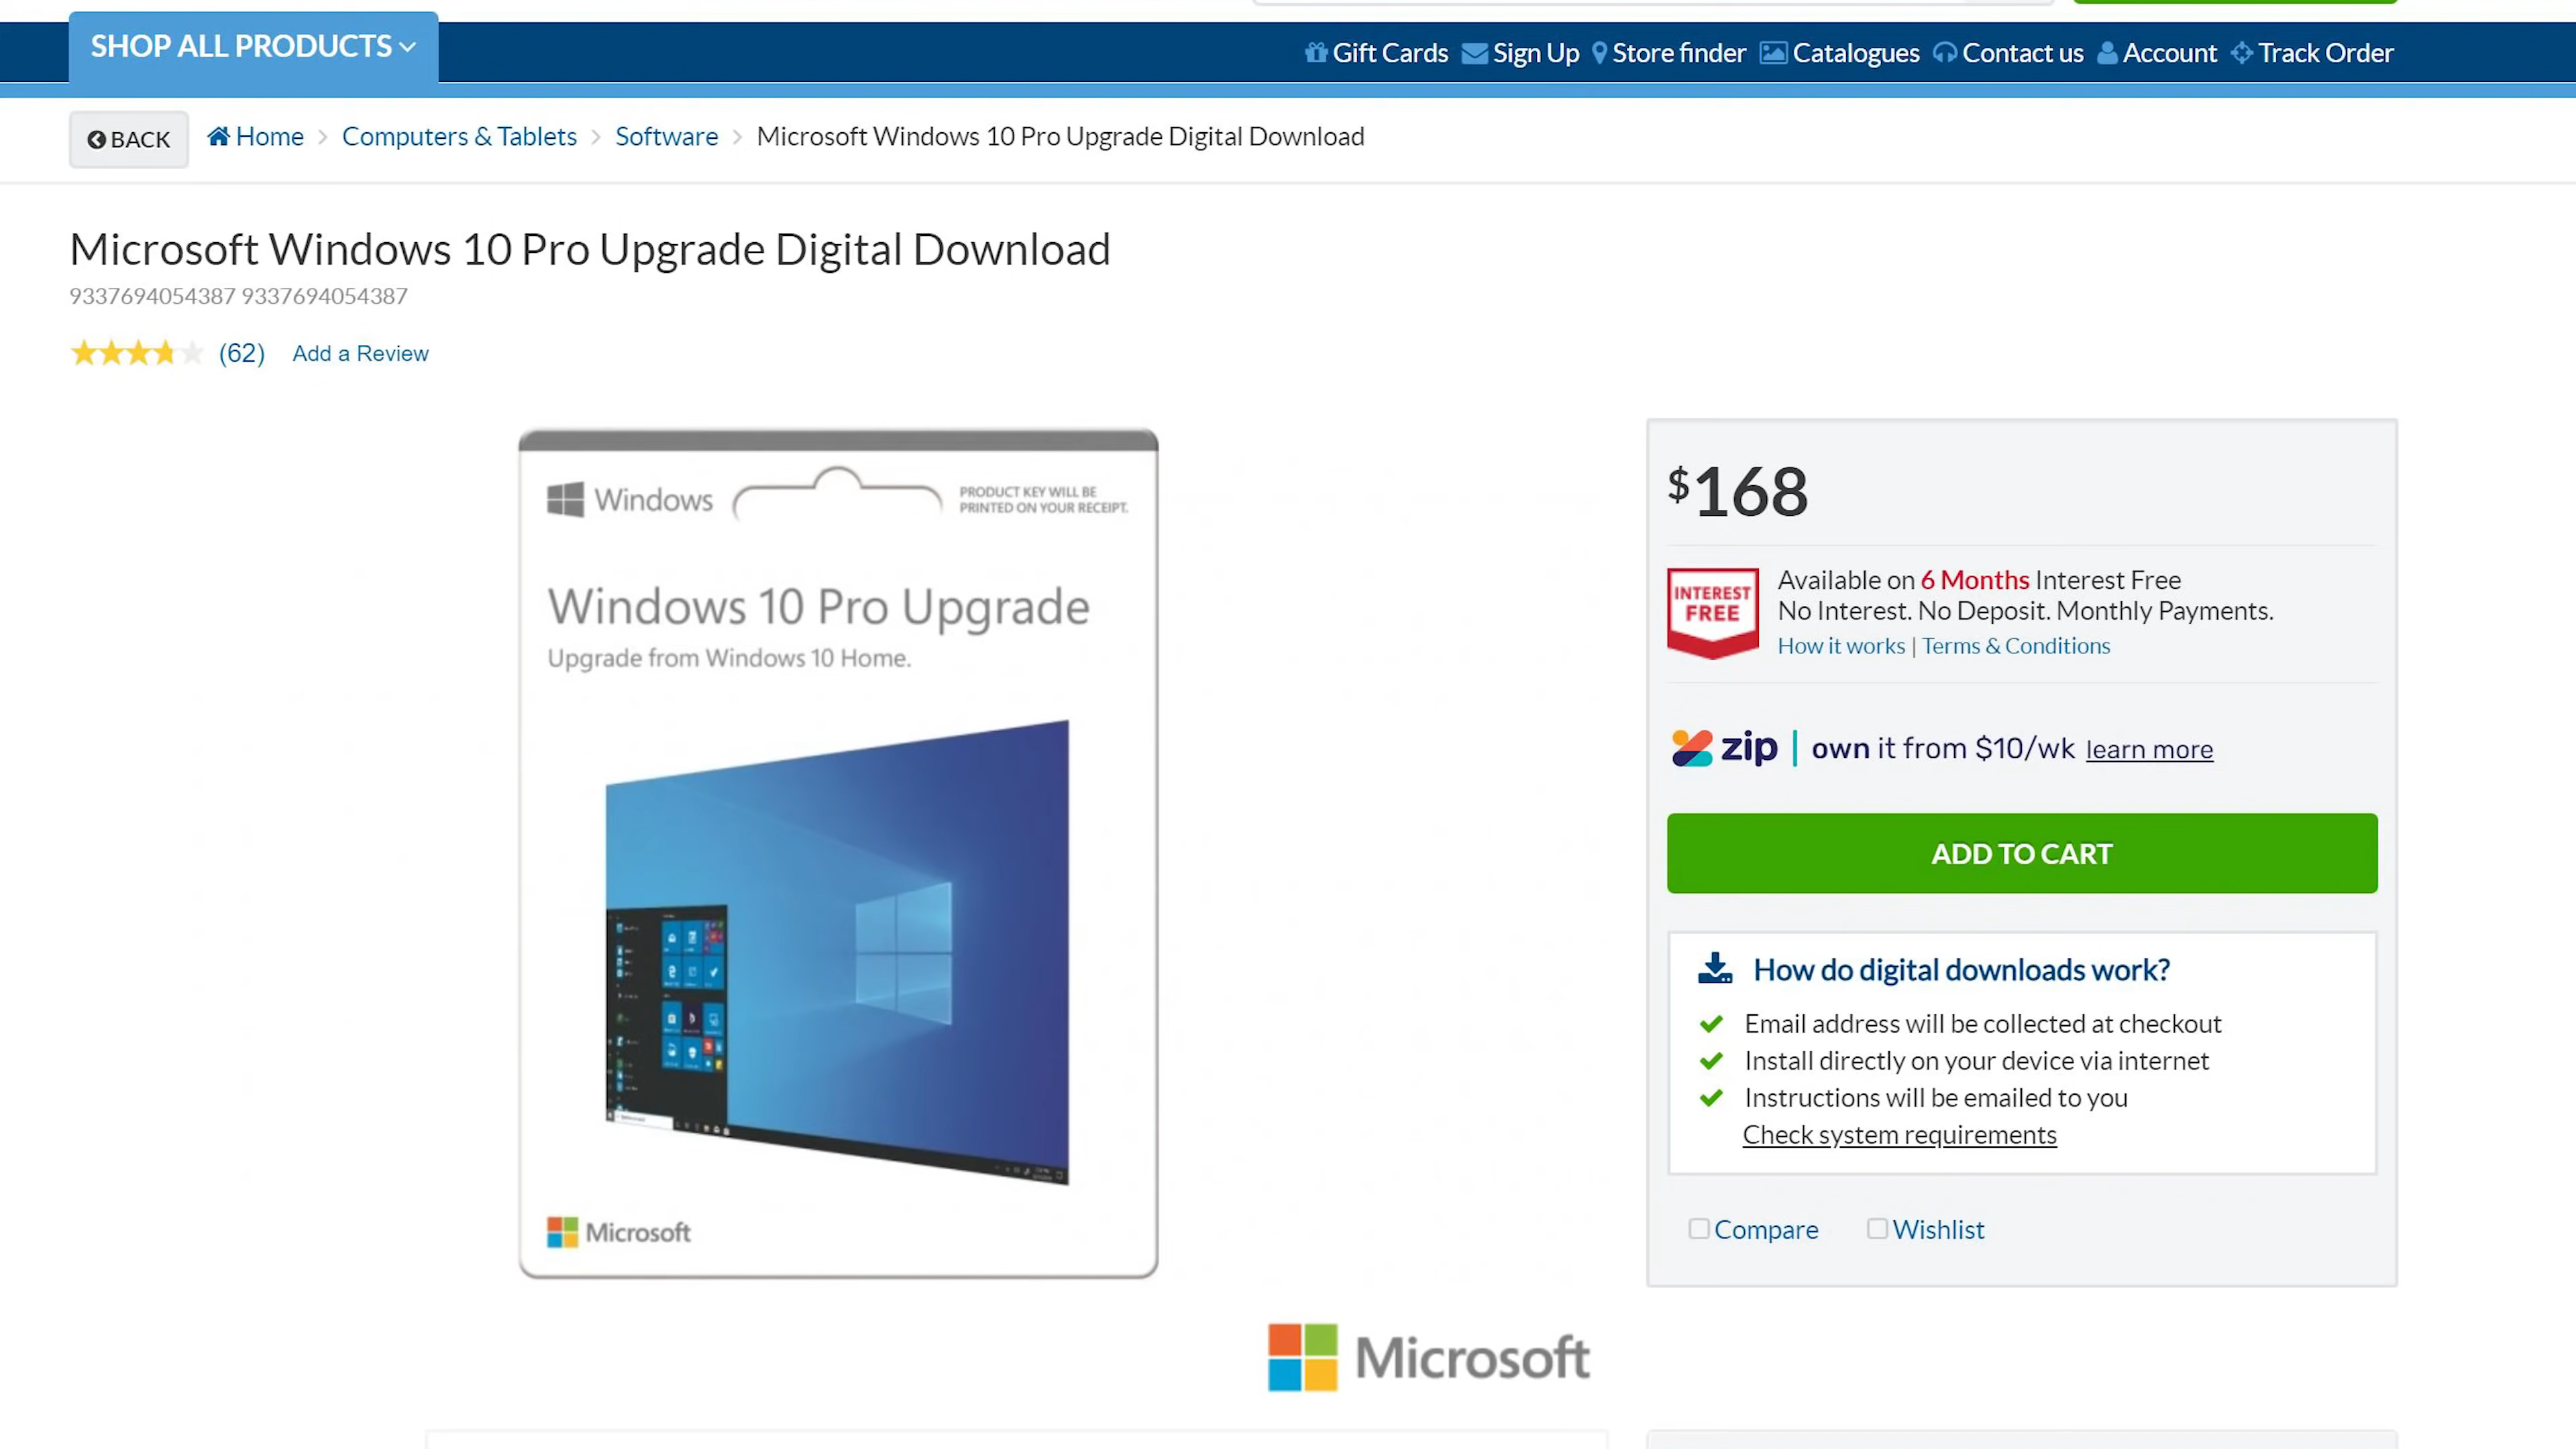 SHOP ALL PRODUCTS
Gift Cards Sign Up Store finder Catalogues Contact us Account Track Order
BACK Home Computers & Tablets Software Microsoft Windows 10 Pro Upgrade Digital Download
Microsoft Windows 10 Pro Upgrade Digital Download
9337694054387 9337694054387
(62) Add a Review
Windows
PRODUCT KEY WILL BE
PRINTED ON YOUR RECEIPT.
Windows 10 Pro Upgrade
Upgrade from Windows 10 Home.
Microsoft
$168
INTEREST
FREE
Available on 6 Months Interest Free
No Interest. No Deposit. Monthly Payments.
How it works | Terms & Conditions
zip | own it from $10/wk learn more
ADD TO CART
How do digital downloads work?
Email address will be collected at checkout
Install directly on your device via internet
Instructions will be emailed to you
Check system requirements
Compare Wishlist
Microsoft